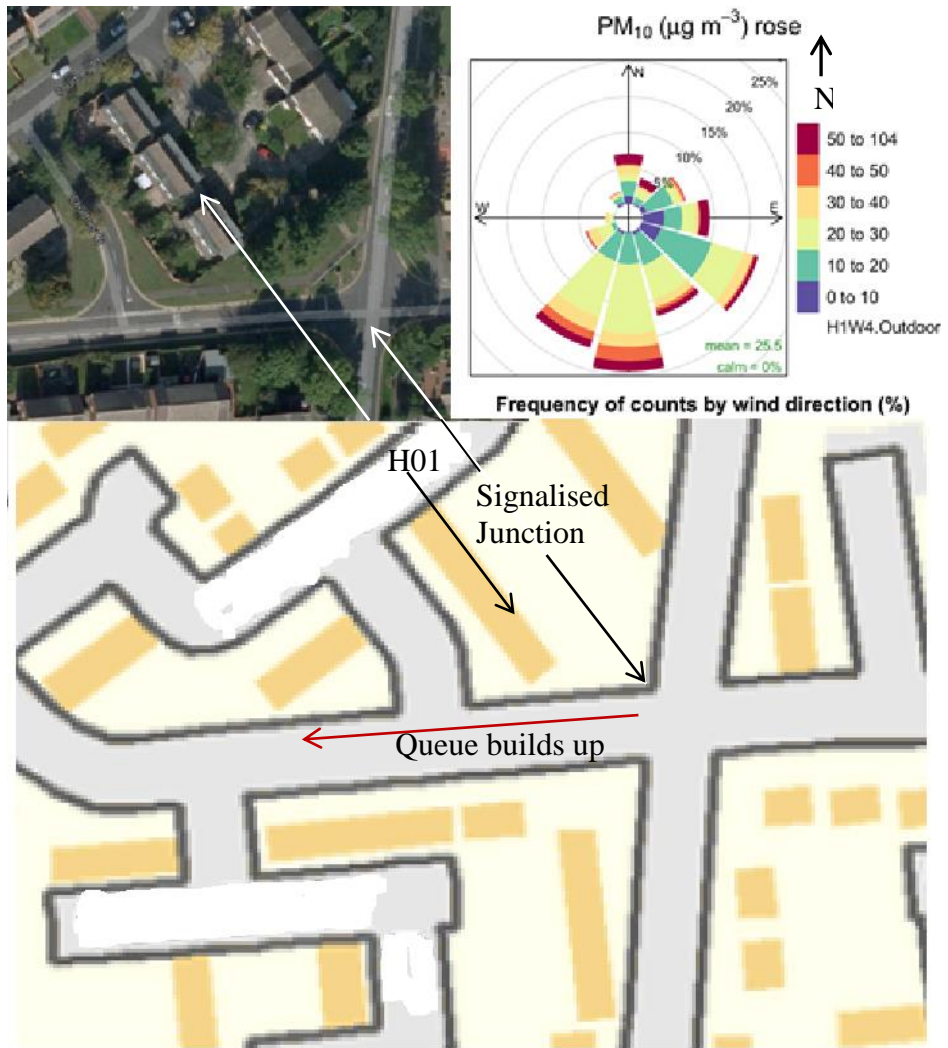 PM₁₀ (μg m⁻³) rose
N
N
25%
20%
15%
10%
5%
W
E
50 to 104
40 to 50
30 to 40
20 to 30
10 to 20
0 to 10
H1W4.Outdoor
mean = 25.5
calm = 0%
Frequency of counts by wind direction (%)
H01
Signalised
Junction
Queue builds up